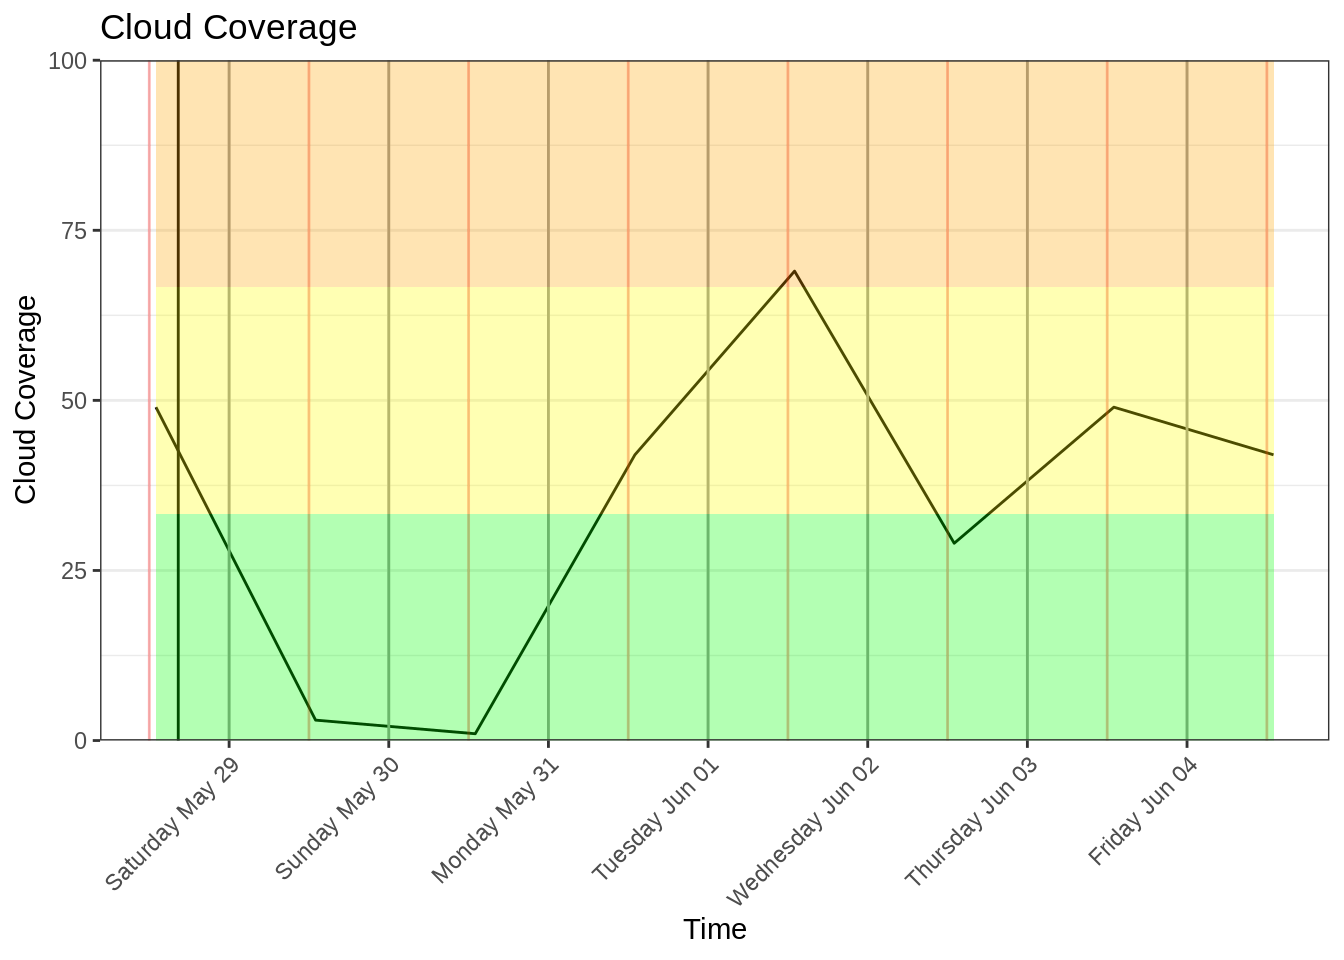 Cloud Coverage
Cloud Coverage
100
75
50
25
0
Saturday May 29
Sunday May 30
Monday May 31
Tuesday Jun 01
Wednesday Jun 02
Thursday Jun 03
Friday Jun 04
Time